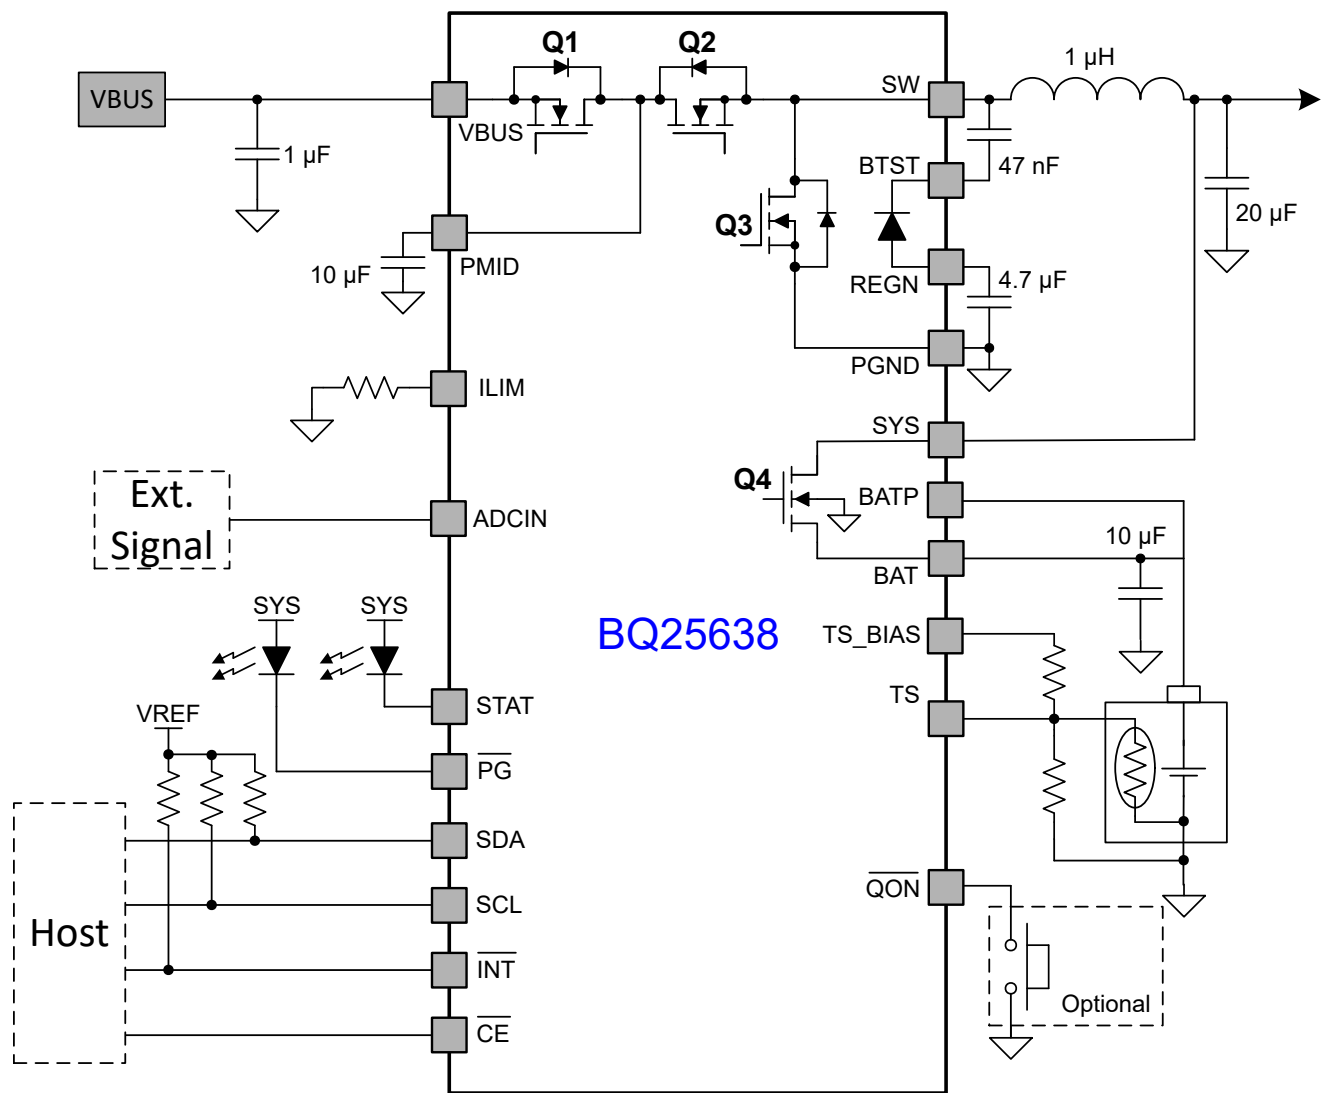 Q1
Q2
1 µH
VBUS
SW
VBUS
1 µF
BTST
47 nF
Q3
20 µF
10 µF
PMID
REGN
4.7 µF
PGND
ILIM
SYS
Q4
BATP
Ext.
Signal
ADCIN
10 µF
BAT
SYS
SYS
BQ25638
TS_BIAS
TS
STAT
VREF
PG
SDA
QON
SCL
Host
INT
Optional
CE